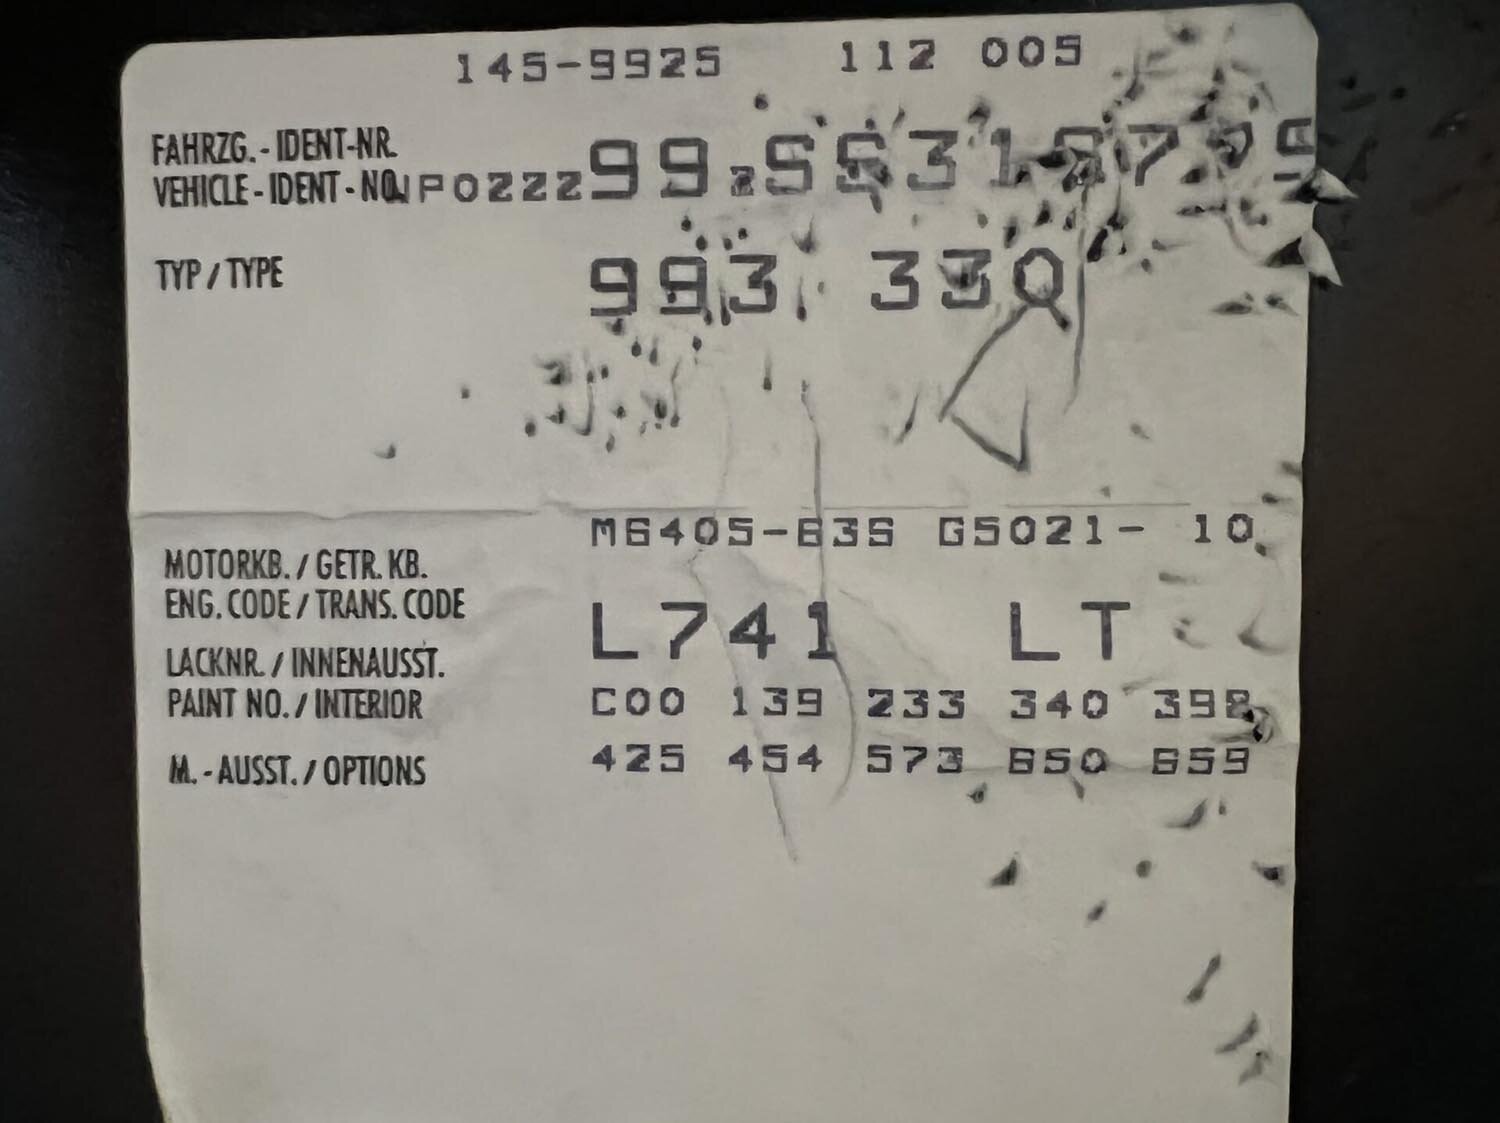 145-9925 112 005
FAHRZG.-IDENT-NR.
VEHICLE-IDENT-NO.
TYP / TYPE 993 330
M6405-63S G5021- 10
MOTORKB. / GETR. KB.
ENG. CODE / TRANS. CODE
L741 LT
LACKNR. / INNENAUSST.
PAINT NO. / INTERIOR
C00 139 233 340 398
M.-AUSST. / OPTIONS
425 454 573 650 659